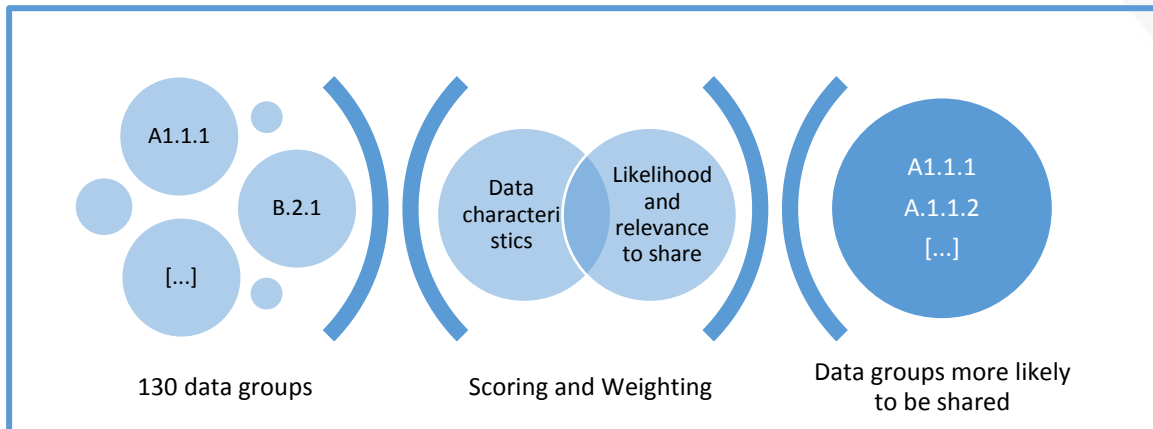 A1.1.1
B.2.1
[...]
130 data groups
Data
characteri
stics
Likelihood
and
relevance
to share
Scoring and Weighting
A1.1.1
A.1.1.2
[...]
Data groups more likely
to be shared